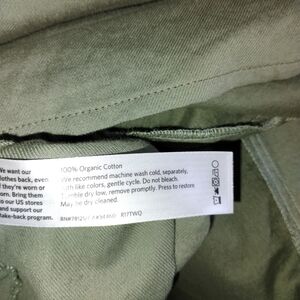 We want our
clothes back, even
if they're worn or
torn. Bring them
to our US stores
and support our
take-back program.
100% Organic Cotton
We recommend machine wash cold, separately,
with like colors, gentle cycle. Do not bleach.
Tumble dry low, remove promptly. Press to restore
May be dry cleaned.
R17TWQ